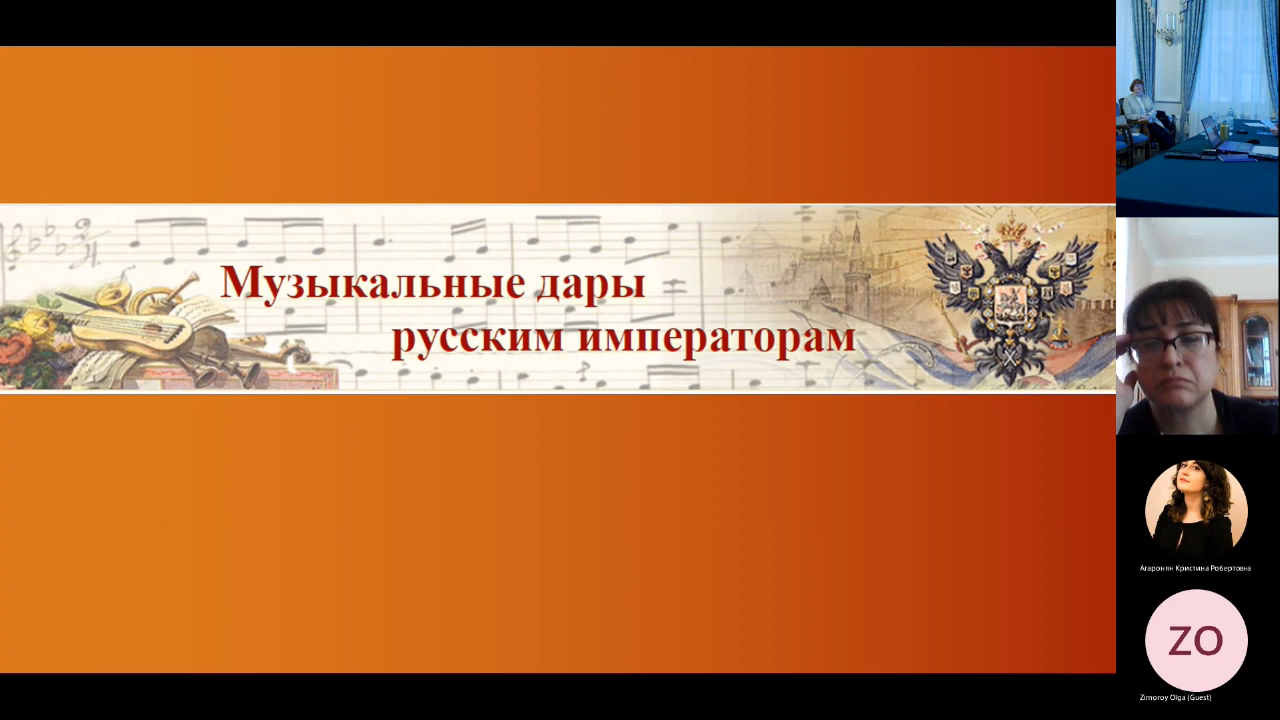 Музыкальные дары
русским императорам
Агаронян Кристина Робертовна
ZO
Zimoroy Olga (Guest)